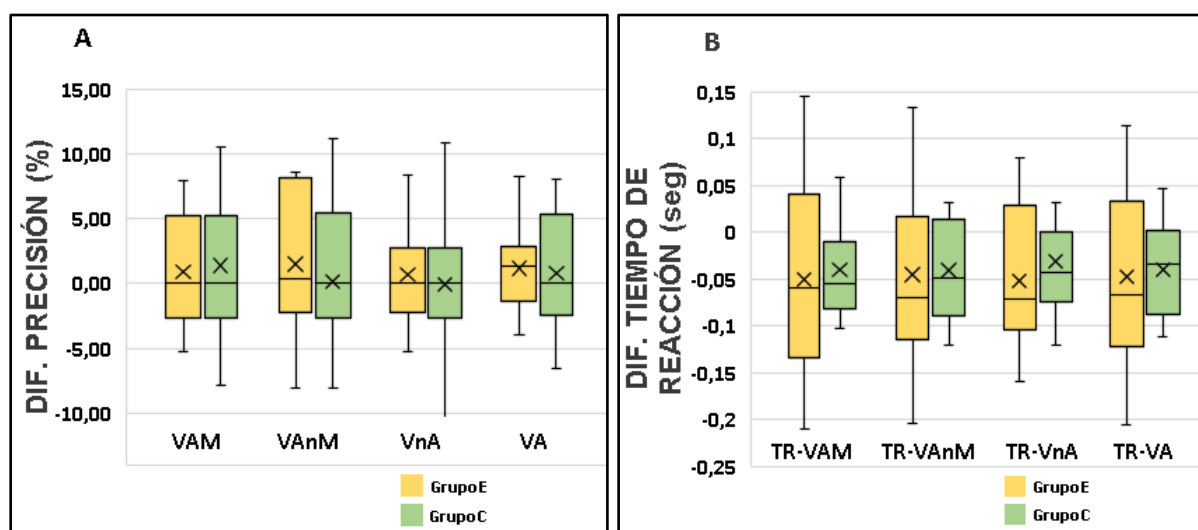 A
DIF. PRECISIÓN (%)
15,00
10,00
5,00
0,00
-5,00
-10,00
VAM VAnM VnA VA
GrupoE
GrupoC
B
DIF. TIEMPO DE
REACCIÓN (seg)
0,15
0,1
0,05
0
-0,05
-0,1
-0,15
-0,2
-0,25
TR-VAM TR-VAnM TR-VnA TR-VA
GrupoE
GrupoC